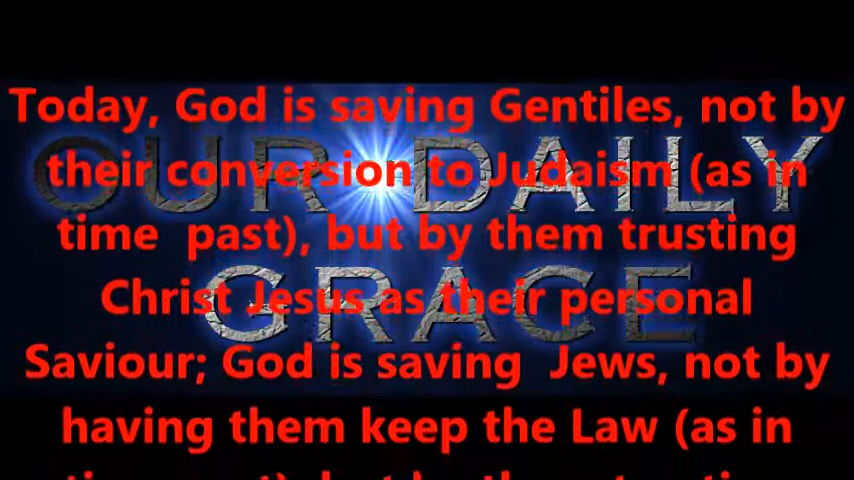 Today, God is saving Gentiles, not by
their conversion to Judaism (as in
time past), but by them trusting
Christ Jesus as their personal
Saviour; God is saving Jews, not by
having them keep the Law (as in
OUR DAILY
GRACE